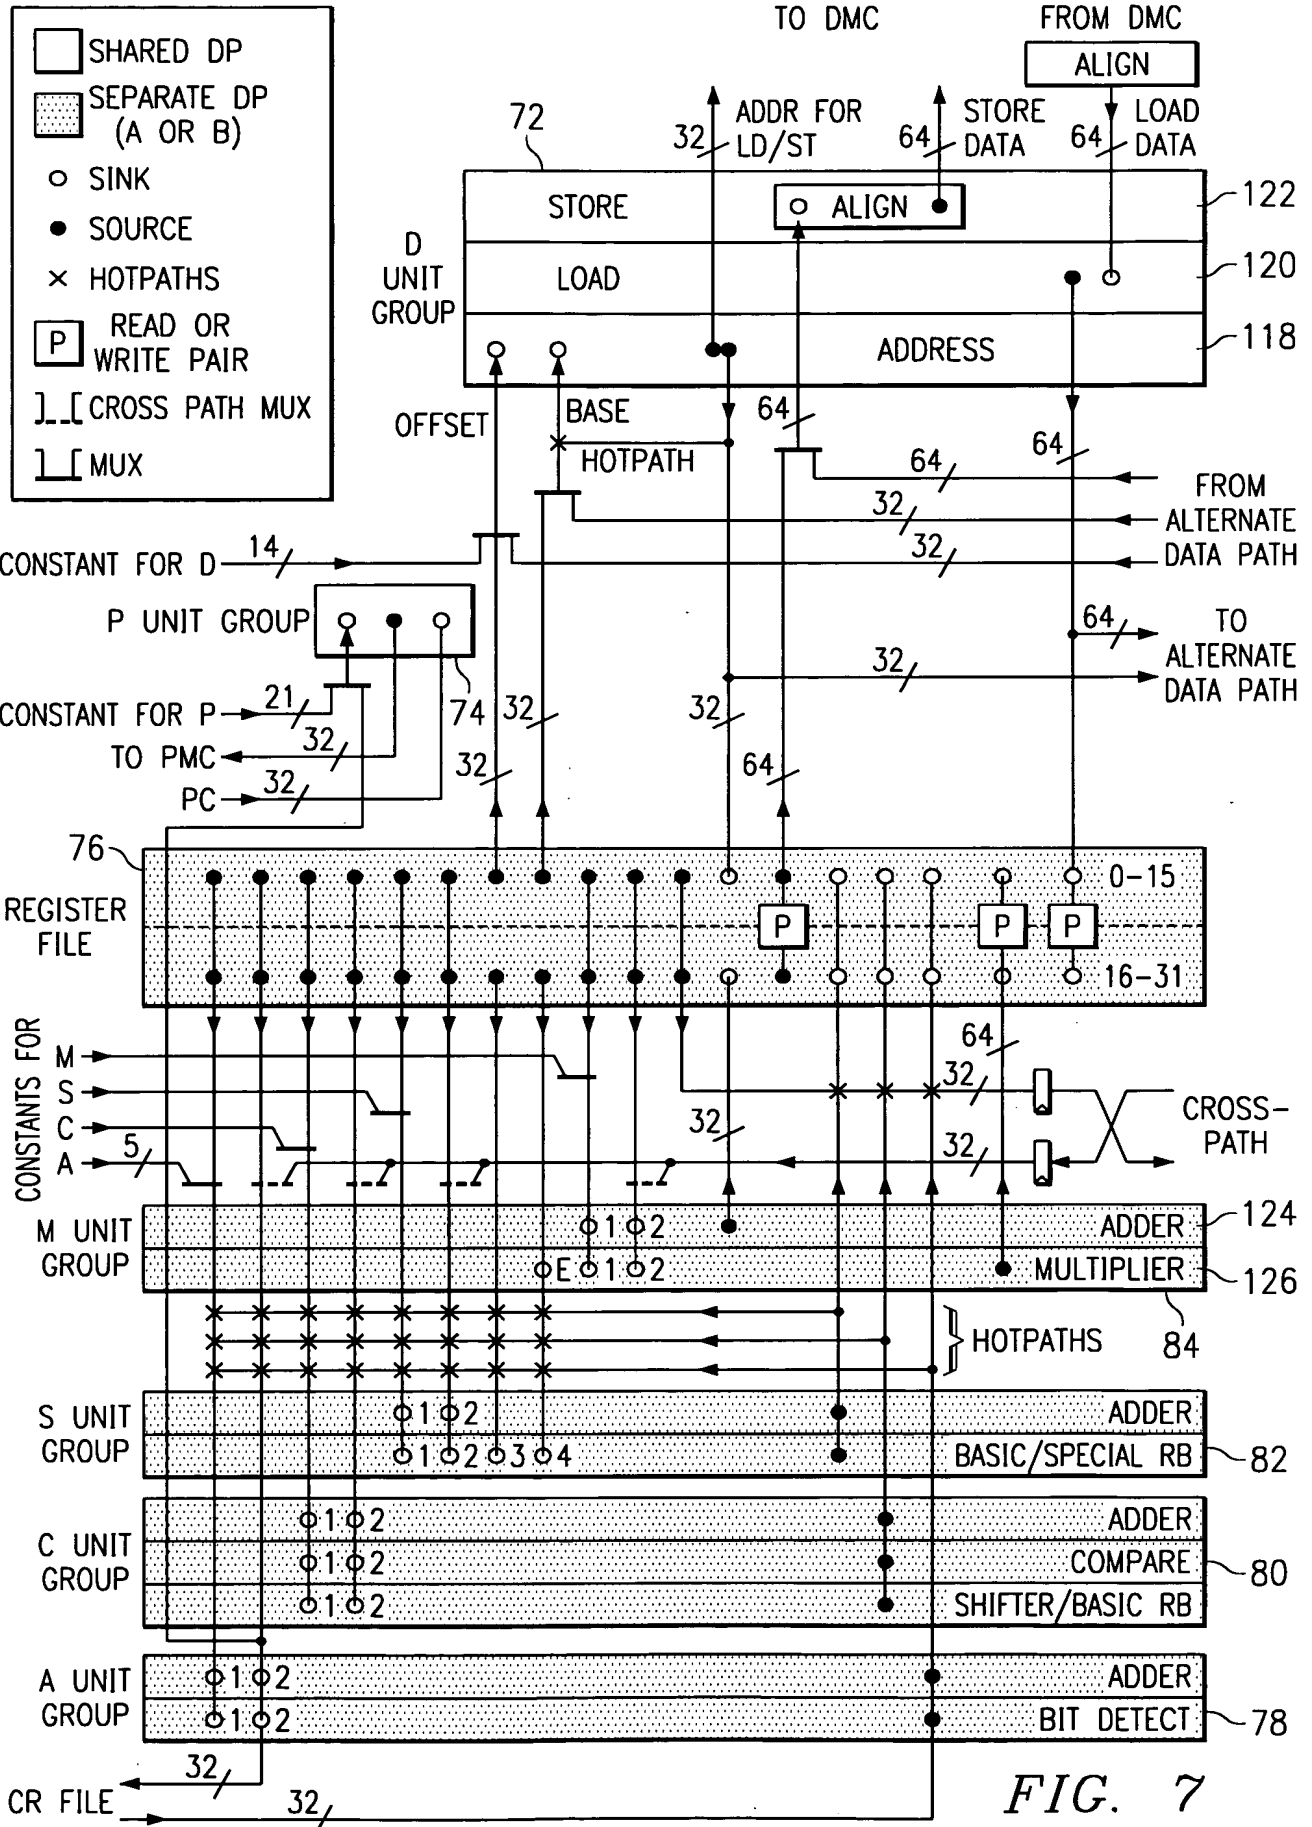 TO DMC
FROM DMC
SHARED DP
SEPARATE DP
(A OR B)
SINK
SOURCE
HOTPATHS
P
READ OR
WRITE PAIR
CROSS PATH MUX
MUX
ALIGN
72
32
ADDR FOR
LD/ST
64
STORE
DATA
64
LOAD
DATA
D
UNIT
GROUP
STORE
ALIGN
122
LOAD
120
ADDRESS
118
OFFSET
BASE
HOTPATH
64
64
64
32
32
FROM
ALTERNATE
DATA PATH
CONSTANT FOR D
14
P UNIT GROUP
74
64
TO
ALTERNATE
DATA PATH
32
CONSTANT FOR P
21
TO PMC
32
PC
32
32
32
32
64
76
REGISTER
FILE
0-15
P
P
P
16-31
CONSTANTS FOR
M
S
C
A
5
64
32
32
32
CROSS-
PATH
M UNIT
GROUP
1
2
ADDER
124
E
1
2
MULTIPLIER
126
84
HOTPATHS
S UNIT
GROUP
1
2
ADDER
1
2
3
4
BASIC/SPECIAL RB
82
C UNIT
GROUP
1
2
ADDER
1
2
COMPARE
80
1
2
SHIFTER/BASIC RB
A UNIT
GROUP
1
2
ADDER
1
2
BIT DETECT
78
CR FILE
32
32
FIG. 7